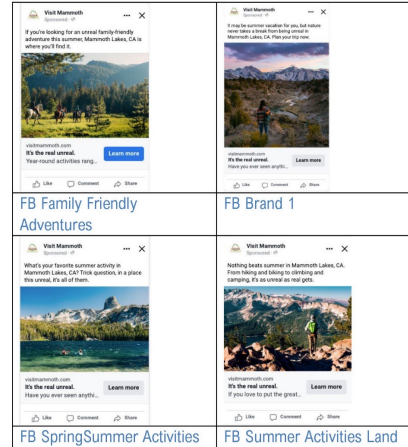 Visit Mammoth
Sponsored
If you're looking for an unreal family-friendly
adventure this summer, Mammoth Lakes, CA is
where you'll find it.
visitmammoth.com
It's the real unreal.
Year-round activities rang...
Learn more
Like Comment Share
FB Family Friendly
Adventures
Visit Mammoth
Sponsored
It may be summer vacation for you, but nature
never takes a break from being unreal in
Mammoth Lakes, CA. Plan your trip now.
visitmammoth.com
It's the real unreal.
Have you ever seen anythi...
Learn more
Like Comment Share
FB Brand 1
Visit Mammoth
Sponsored
What's your favorite summer activity in
Mammoth Lakes, CA? Trick question, in a place
this unreal, it's all of them.
visitmammoth.com
It's the real unreal.
Have you ever seen anythi...
Learn more
Like Comment Share
FB SpringSummer Activities
Visit Mammoth
Sponsored
Nothing beats summer in Mammoth Lakes, CA.
From hiking and biking to climbing and
camping, it's as unreal as real gets.
visitmammoth.com
It's the real unreal.
If you love to put the great...
Learn more
Like Comment Share
FB Summer Activities Land